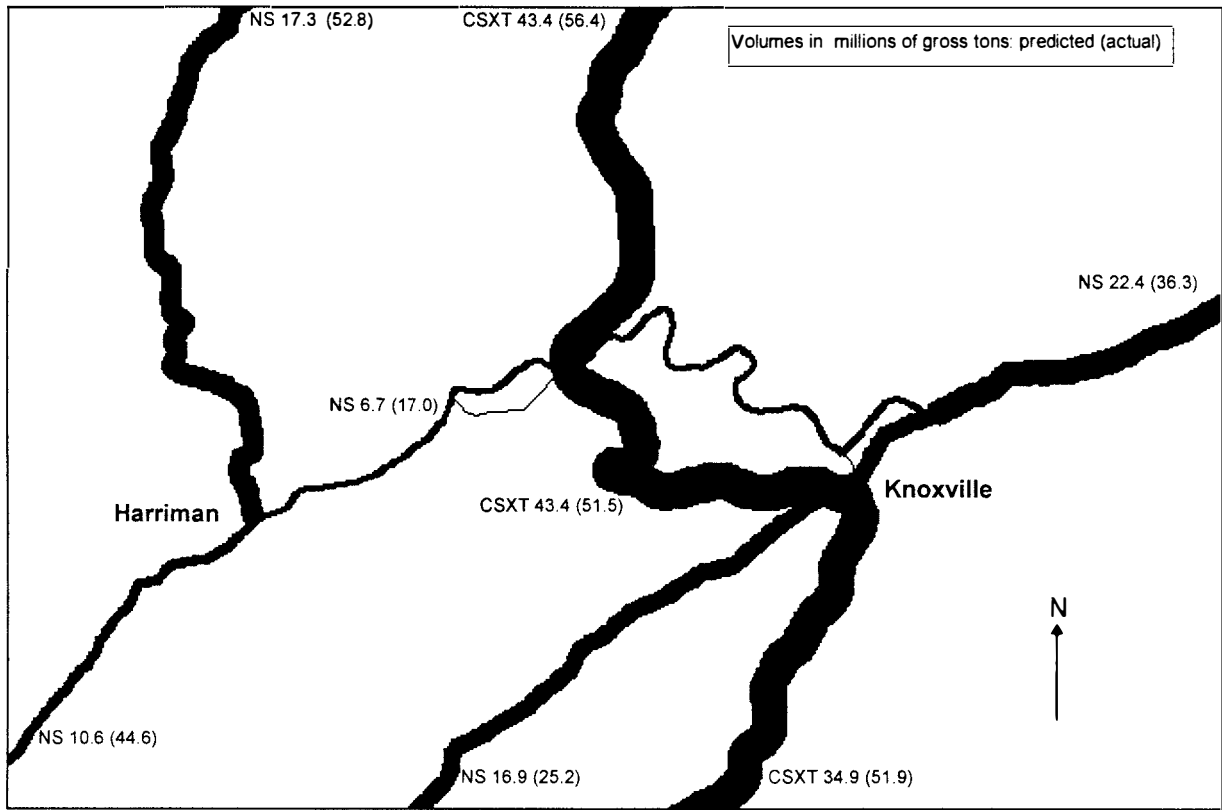 NS 17.3 (52.8)
CSXT 43.4 (56.4)
Volumes in millions of gross tons: predicted (actual)
NS 22.4 (36.3)
NS 6.7 (17.0)
CSXT 43.4 (51.5)
Knoxville
Harriman
N
NS 10.6 (44.6)
NS 16.9 (25.2)
CSXT 34.9 (51.9)